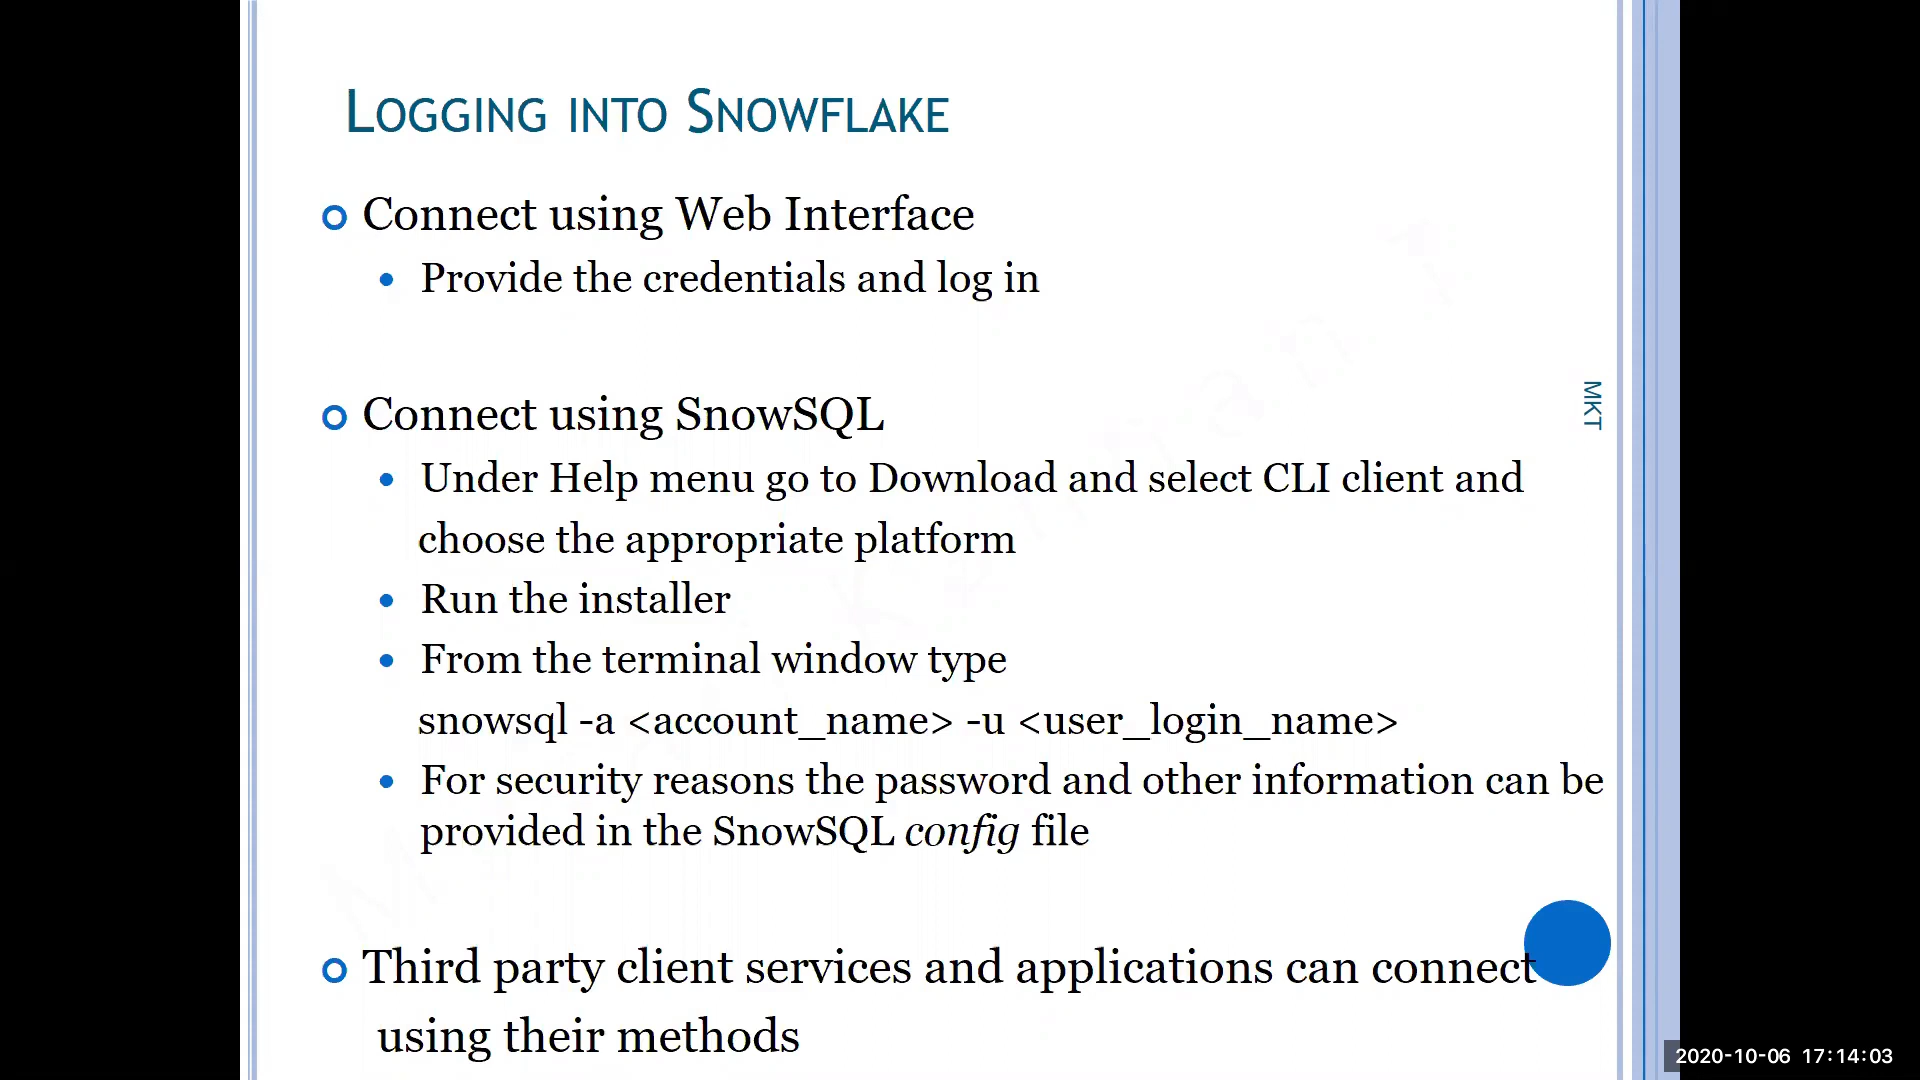 LOGGING INTO SNOWFLAKE
Connect using Web Interface
Provide the credentials and log in
Connect using SnowSQL
Under Help menu go to Download and select CLI client and
choose the appropriate platform
Run the installer
From the terminal window type
snowsql -a <account_name> -u <user_login_name>
For security reasons the password and other information can be
provided in the SnowSQL config file
Third party client services and applications can connect
using their methods
MKT
2020-10-06 17:14:03